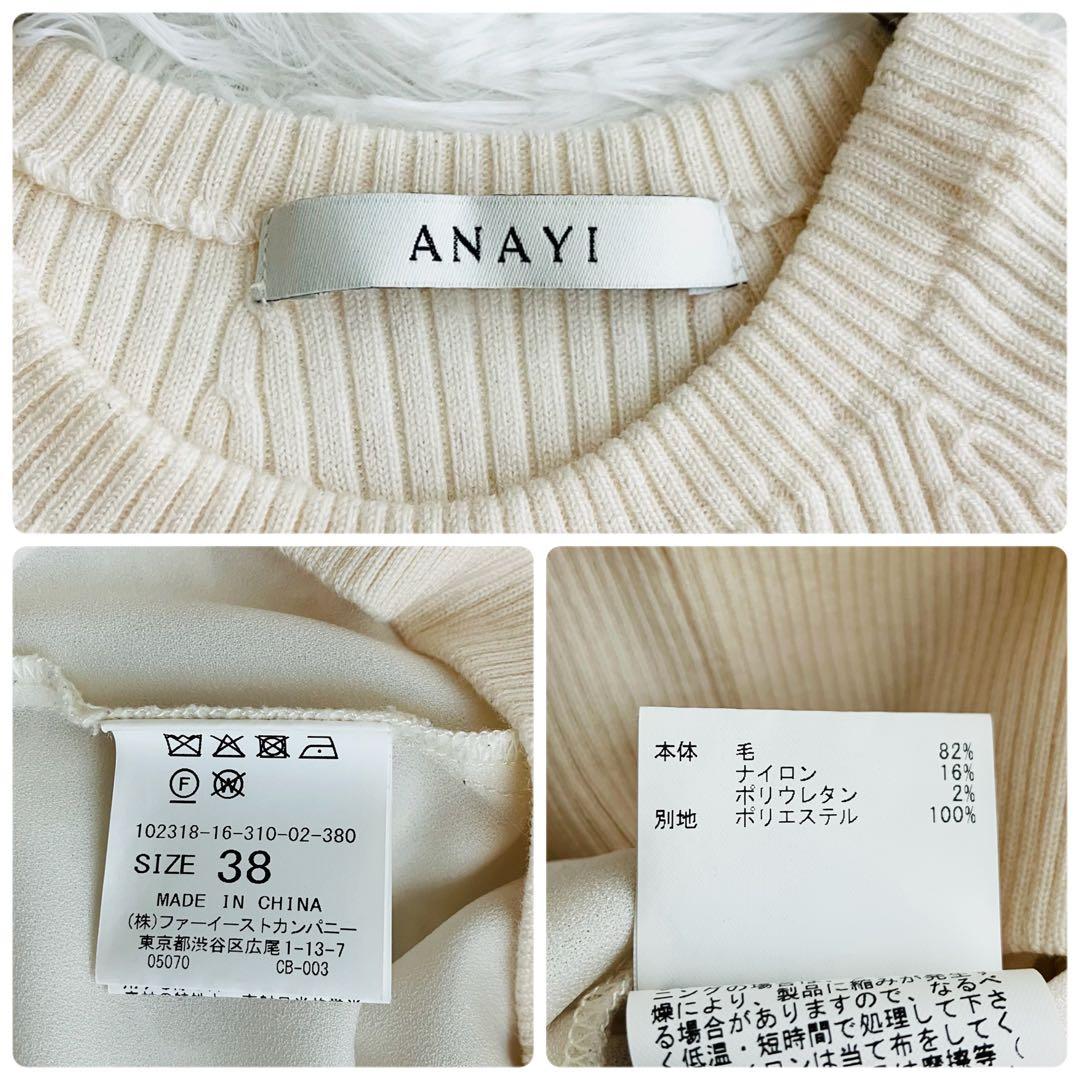 ANAYI
F W
102318-16-310-02-380
SIZE 38
MADE IN CHINA
(株)ファーイーストカンパニー
東京都渋谷区広尾1-13-7
05070 CB-003
本体 毛 82%
ナイロン 16%
ポリウレタン 2%
別地 ポリエステル 100%
燥により、製品に縮みが発生す
る場合がありますので、なるべ
く低温・短時間で処理して下さ